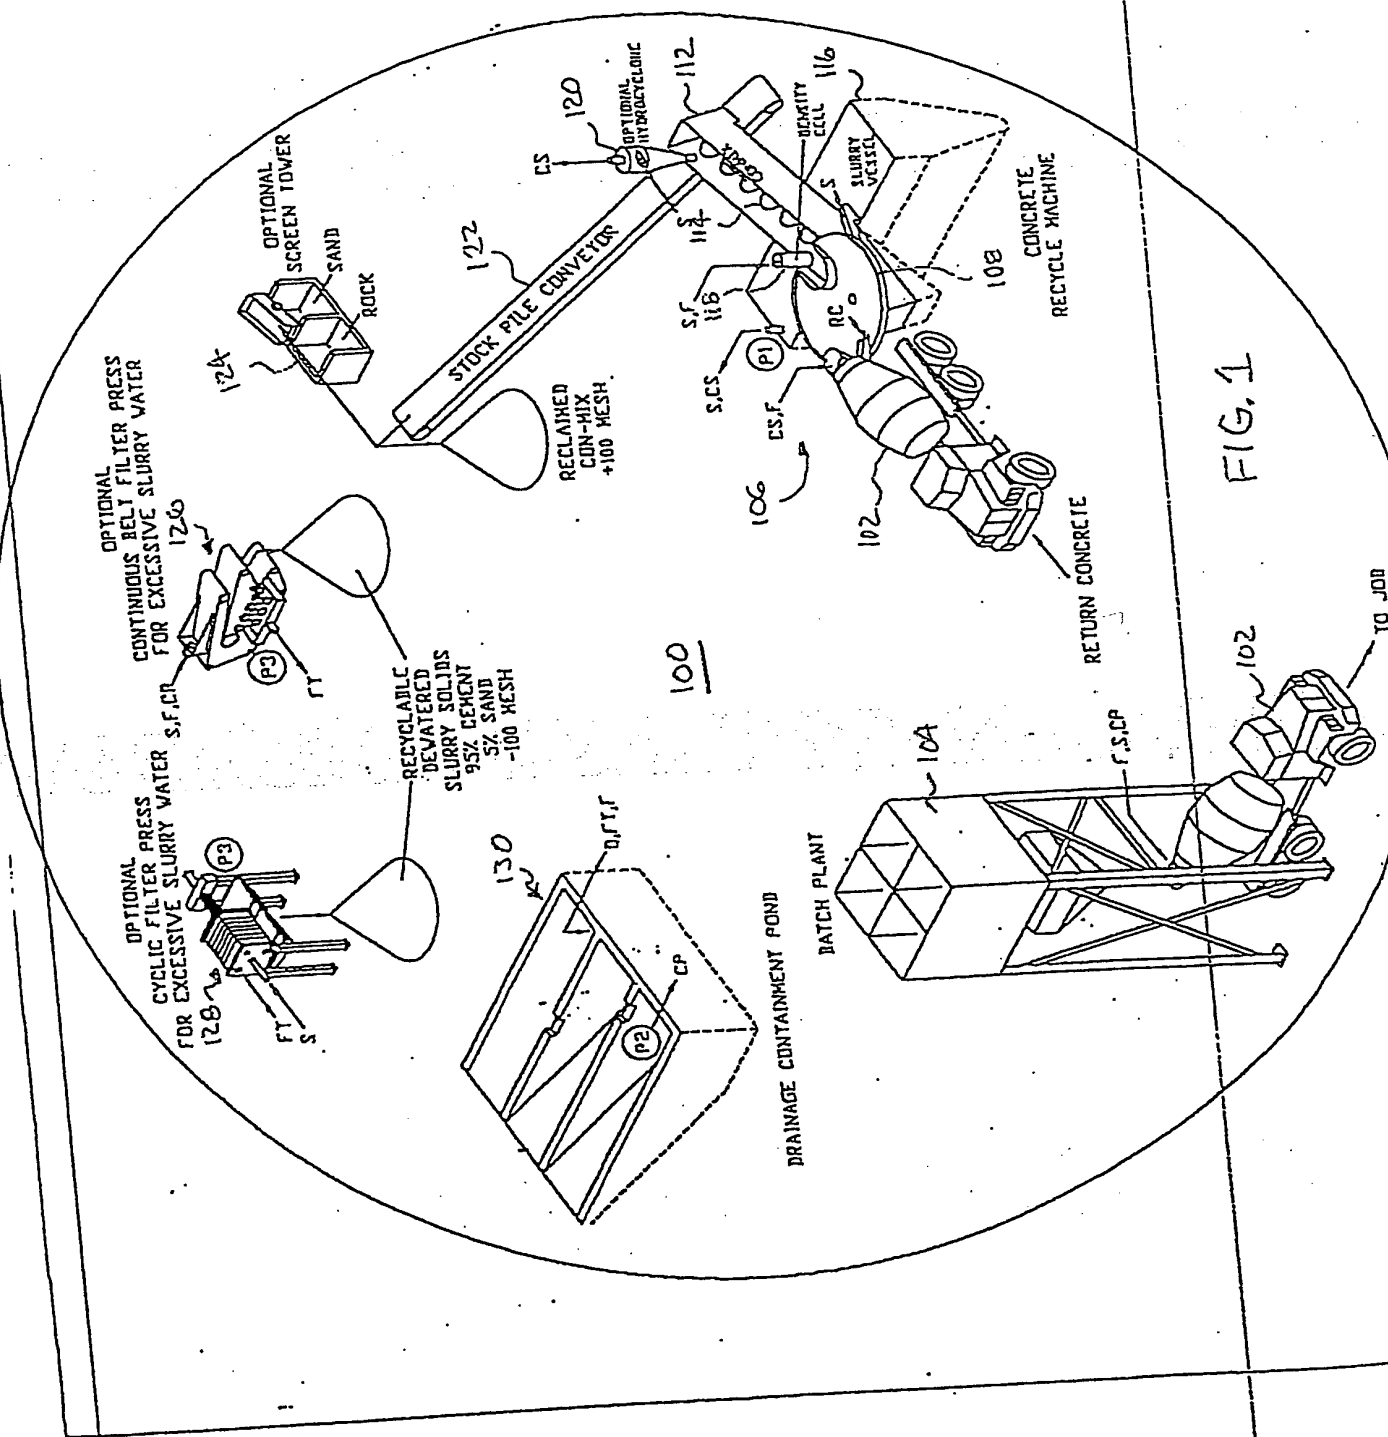 OPTIONAL
CYCLIC FILTER PRESS
FOR EXCESSIVE SLURRY WATER
128
P3
FT
S
OPTIONAL
CONTINUOUS BELT FILTER PRESS
FOR EXCESSIVE SLURRY WATER
126
S,F,CP
P3
FT
OPTIONAL
SCREEN TOWER
SAND
ROCK
124
122
STOCK PILE CONVEYOR
RECLAIMED
CON-MIX
+100 MESH
RECYCLABLE
DEWATERED
SLURRY SOLIDS
95% CEMENT
5% SAND
-100 MESH
CS
120
OPTIONAL
HYDROCYCLONE
112
S
114
DENSITY
CELL
116
SLURRY
VESSEL
S
S,F
118
S,CS
P1
CS,F
RC
108
CONCRETE
RECYCLE MACHINE
106
102
RETURN CONCRETE
100
130
D,FT,F
P2
CP
DRAINAGE CONTAINMENT POND
BATCH PLANT
104
F,S,CP
102
TO JOB
FIG. 1